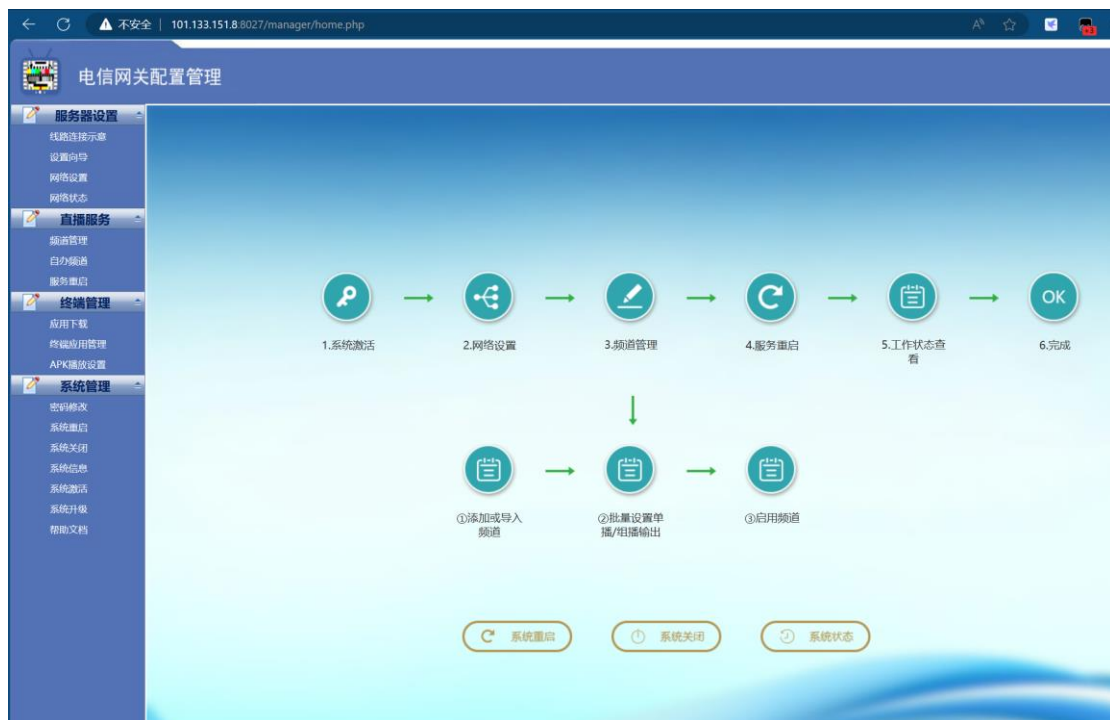 不安全 | 101.133.151.8:8027/manager/home.php
电信网关配置管理
服务器设置
线路连接示意
设置向导
网络设置
网络状态
直播服务
频道管理
自办频道
服务重启
终端管理
应用下载
终端应用管理
APK播放设置
系统管理
密码修改
系统重启
系统关闭
系统信息
系统激活
系统升级
帮助文档
1.系统激活
2.网络设置
3.频道管理
4.服务重启
5.工作状态查
看
OK
6.完成
①添加或导入
频道
②批量设置单
播/组播输出
③启用频道
系统重启
系统关闭
系统状态